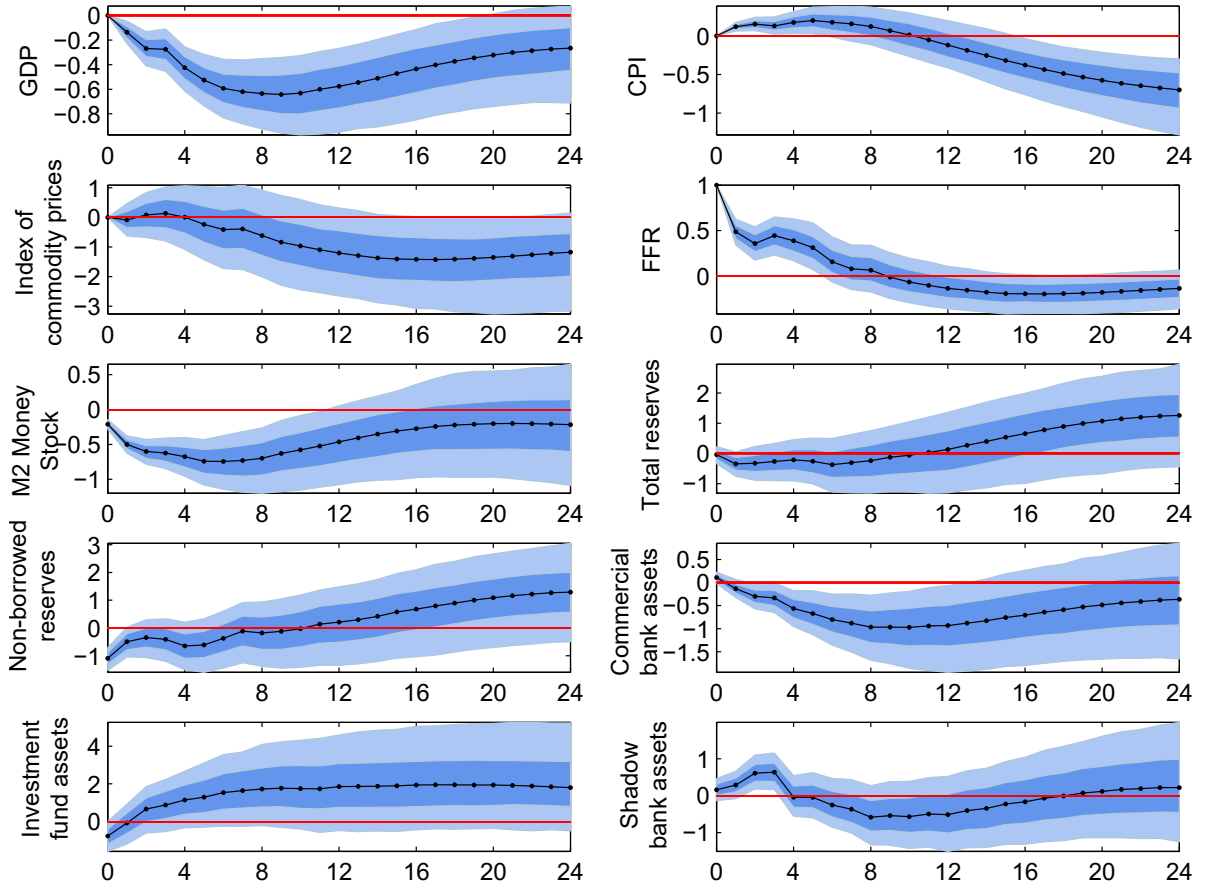 GDP
0
−0.2
−0.4
−0.6
−0.8
0 4 8 12 16 20 24
CPI
0
−0.5
−1
0 4 8 12 16 20 24
Index of
commodity prices
1
0
−1
−2
−3
0 4 8 12 16 20 24
FFR
1
0.5
0
0 4 8 12 16 20 24
M2 Money
Stock
0.5
0
−0.5
−1
0 4 8 12 16 20 24
Total reserves
2
1
0
−1
0 4 8 12 16 20 24
Non-borrowed
reserves
3
2
1
0
−1
0 4 8 12 16 20 24
Commercial
bank assets
0.5
0
−0.5
−1
−1.5
0 4 8 12 16 20 24
Investment
fund assets
4
2
0
0 4 8 12 16 20 24
Shadow
bank assets
1
0
−1
0 4 8 12 16 20 24